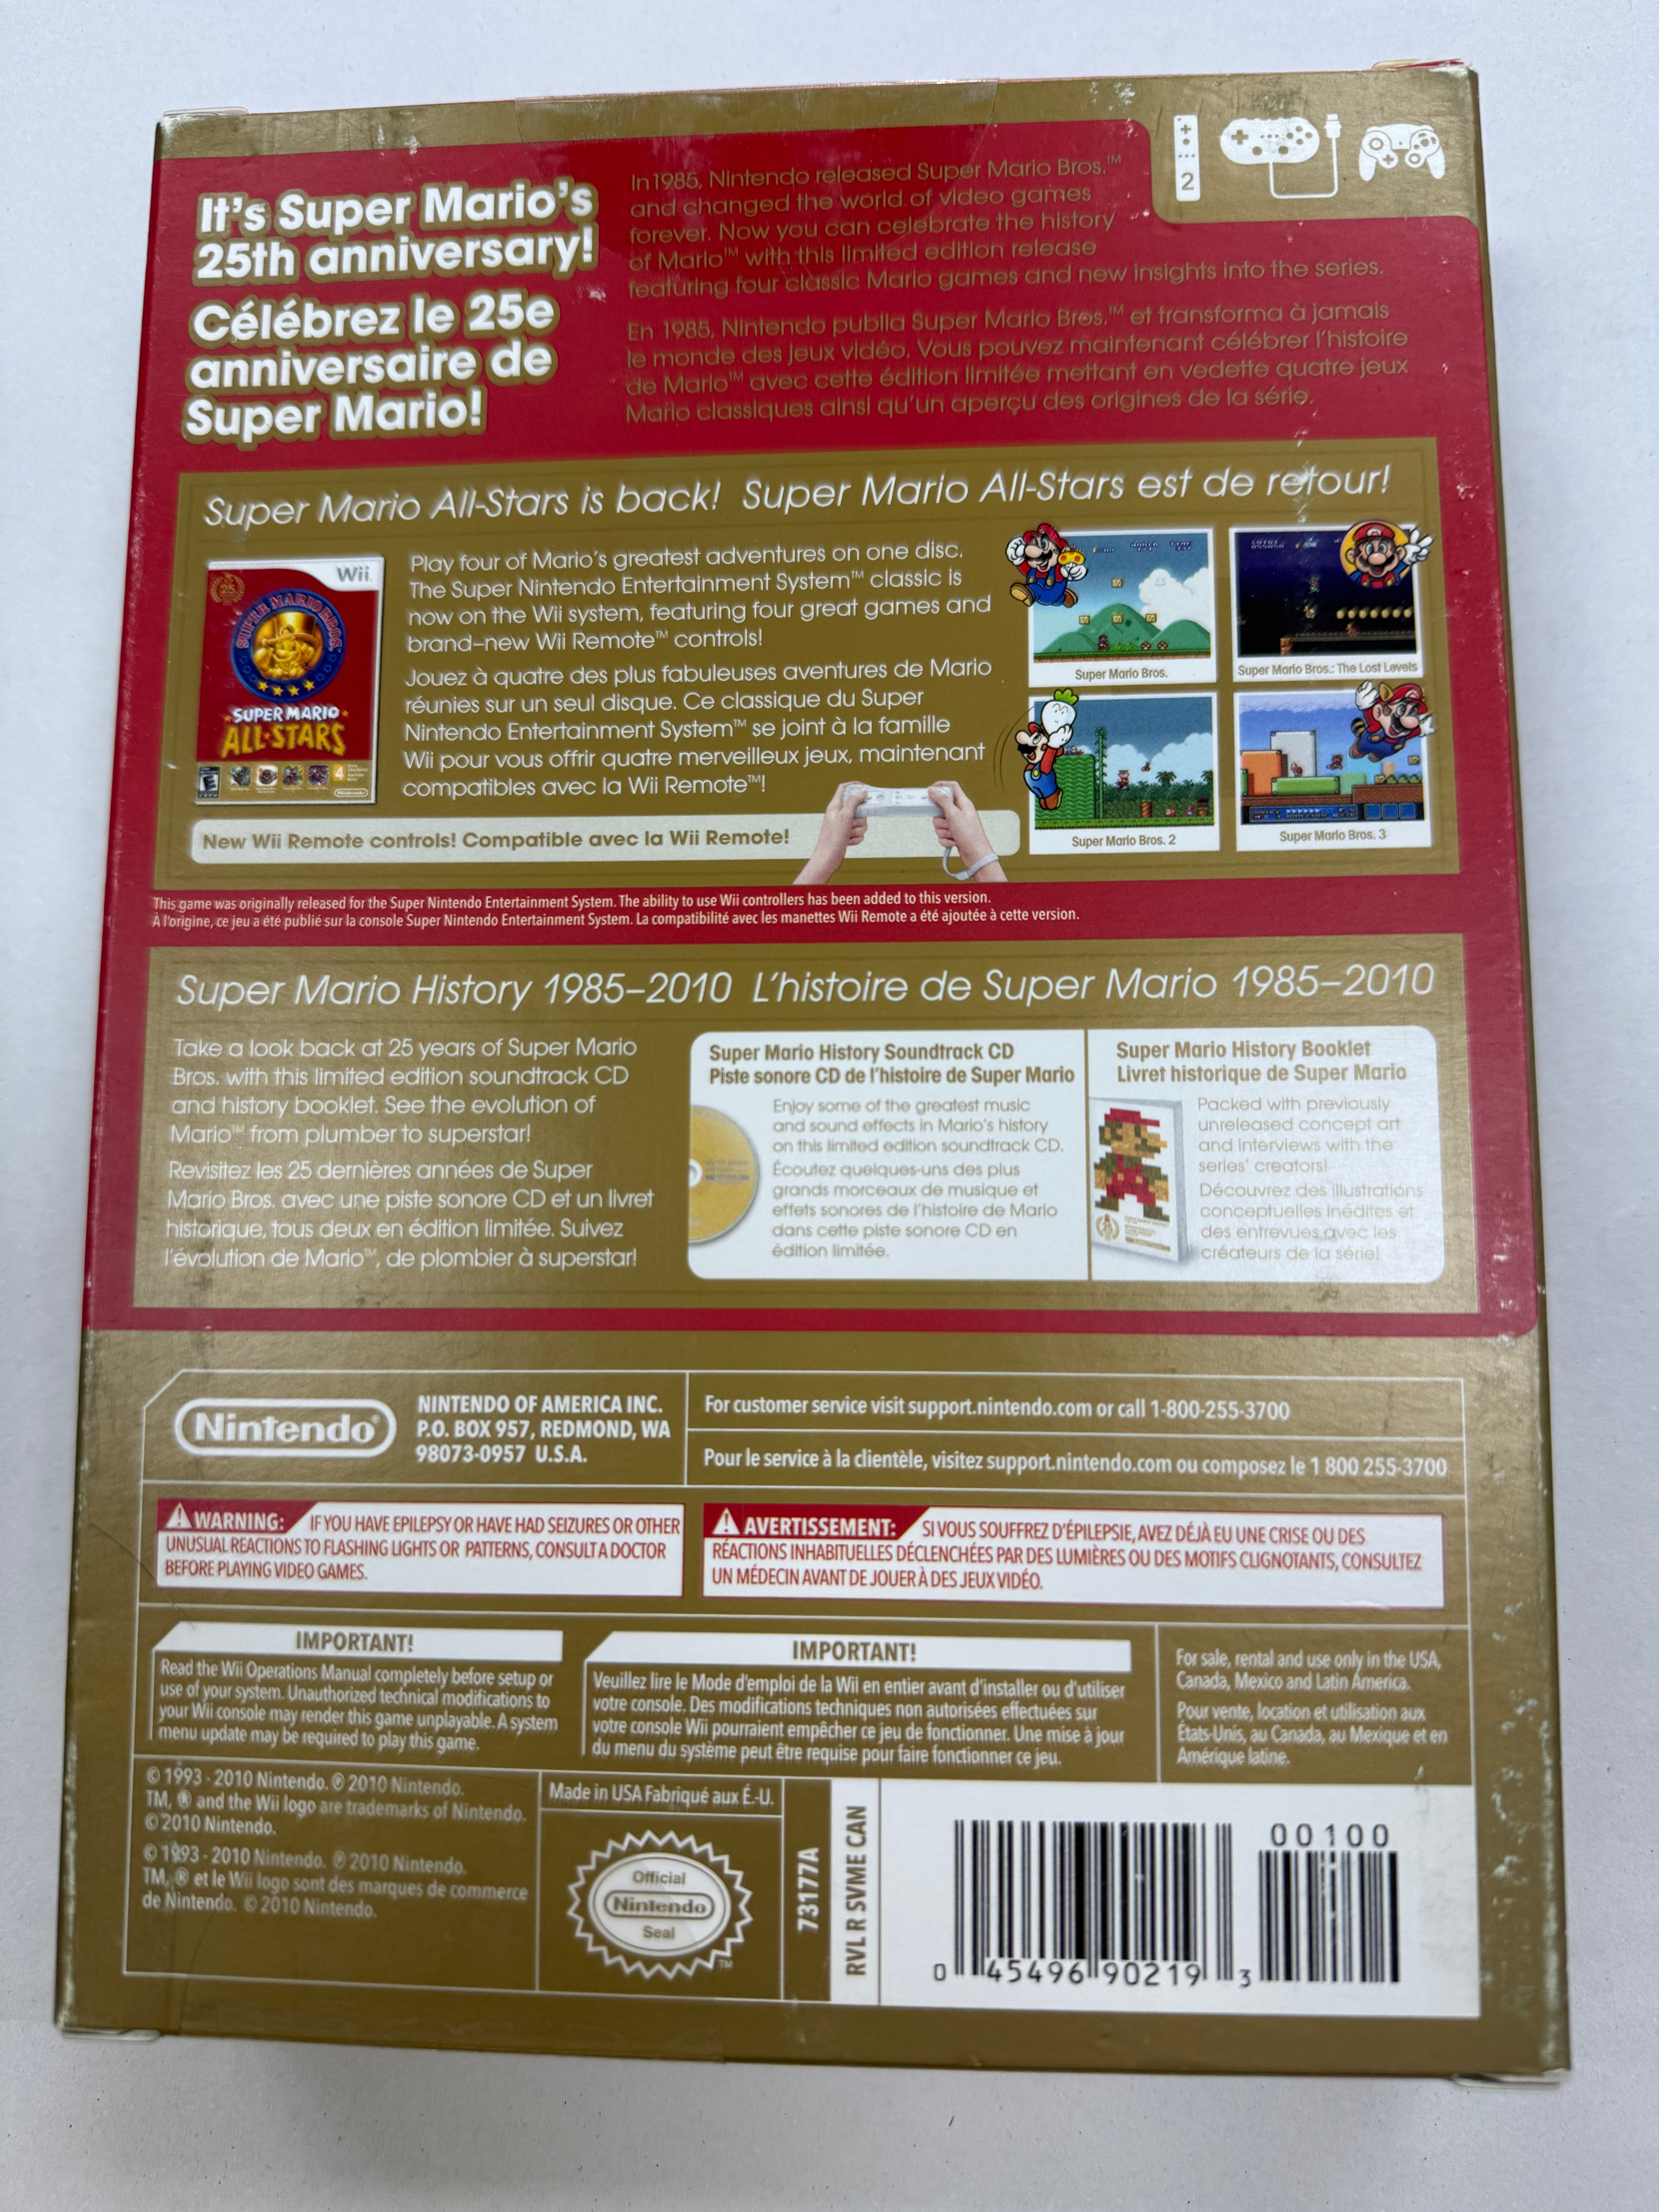 2
It's Super Mario's
25th anniversary!
Célébrez le 25e
anniversaire de
Super Mario!
In 1985, Nintendo released Super Mario Bros.™
and changed the world of video games
forever. Now you can celebrate the history
of Mario™ with this limited edition release
featuring four classic Mario games and new insights into the series.
En 1985, Nintendo publia Super Mario Bros.™ et transforma à jamais
le monde des jeux vidéo. Vous pouvez maintenant célébrer l'histoire
de Mario™ avec cette édition limitée mettant en vedette quatre jeux
Mario classiques ainsi qu'un aperçu des origines de la série.
Super Mario All-Stars is back! Super Mario All-Stars est de retour!
Wii
25
SUPER MARIO BROS.
SUPER MARIO
ALL-STARS
Nintendo
Play four of Mario's greatest adventures on one disc.
The Super Nintendo Entertainment System™ classic is
now on the Wii system, featuring four great games and
brand-new Wii Remote™ controls!
Jouez à quatre des plus fabuleuses aventures de Mario
réunies sur un seul disque. Ce classique du Super
Nintendo Entertainment System™ se joint à la famille
Wii pour vous offrir quatre merveilleux jeux, maintenant
compatibles avec la Wii Remote™!
New Wii Remote controls! Compatible avec la Wii Remote!
Super Mario Bros.
Super Mario Bros.: The Lost Levels
Super Mario Bros. 2
Super Mario Bros. 3
This game was originally released for the Super Nintendo Entertainment System. The ability to use Wii controllers has been added to this version.
À l'origine, ce jeu a été publié sur la console Super Nintendo Entertainment System. La compatibilité avec les manettes Wii Remote a été ajoutée à cette version.
Super Mario History 1985–2010 L'histoire de Super Mario 1985–2010
Take a look back at 25 years of Super Mario
Bros. with this limited edition soundtrack CD
and history booklet. See the evolution of
Mario™ from plumber to superstar!
Revisitez les 25 dernières années de Super
Mario Bros. avec une piste sonore CD et un livret
historique, tous deux en édition limitée. Suivez
l'évolution de Mario™, de plombier à superstar!
Super Mario History Soundtrack CD
Piste sonore CD de l'histoire de Super Mario
Enjoy some of the greatest music
and sound effects in Mario's history
on this limited edition soundtrack CD.
Écoutez quelques-uns des plus
grands morceaux de musique et
effets sonores de l'histoire de Mario
dans cette piste sonore CD en
édition limitée.
Super Mario History Booklet
Livret historique de Super Mario
Packed with previously
unreleased concept art
and interviews with the
series' creators!
Découvrez des illustrations
conceptuelles inédites et
des entrevues avec les
créateurs de la série!
Nintendo®
NINTENDO OF AMERICA INC.
P.O. BOX 957, REDMOND, WA
98073-0957 U.S.A.
For customer service visit support.nintendo.com or call 1-800-255-3700
Pour le service à la clientèle, visitez support.nintendo.com ou composez le 1 800 255-3700
WARNING: IF YOU HAVE EPILEPSY OR HAVE HAD SEIZURES OR OTHER
UNUSUAL REACTIONS TO FLASHING LIGHTS OR PATTERNS, CONSULT A DOCTOR
BEFORE PLAYING VIDEO GAMES.
AVERTISSEMENT: SI VOUS SOUFFREZ D'ÉPILEPSIE, AVEZ DÉJÀ EU UNE CRISE OU DES
RÉACTIONS INHABITUELLES DÉCLENCHÉES PAR DES LUMIÈRES OU DES MOTIFS CLIGNOTANTS, CONSULTEZ
UN MÉDECIN AVANT DE JOUER À DES JEUX VIDÉO.
IMPORTANT!
Read the Wii Operations Manual completely before setup or
use of your system. Unauthorized technical modifications to
your Wii console may render this game unplayable. A system
menu update may be required to play this game.
IMPORTANT!
Veuillez lire le Mode d'emploi de la Wii en entier avant d'installer ou d'utiliser
votre console. Des modifications techniques non autorisées effectuées sur
votre console Wii pourraient empêcher ce jeu de fonctionner. Une mise à jour
du menu du système peut être requise pour faire fonctionner ce jeu.
For sale, rental and use only in the USA,
Canada, Mexico and Latin America.
Pour vente, location et utilisation aux
États-Unis, au Canada, au Mexique et en
Amérique latine.
© 1993 - 2010 Nintendo. ℗ 2010 Nintendo.
TM, ® and the Wii logo are trademarks of Nintendo.
© 2010 Nintendo.
© 1993 - 2010 Nintendo. ℗ 2010 Nintendo.
TM, ® et le Wii logo sont des marques de commerce
de Nintendo. © 2010 Nintendo.
Made in USA Fabriqué aux É.-U.
Official
Nintendo
Seal
TM
73177A
RVL R SVME CAN
00100
0 45496 90219 3